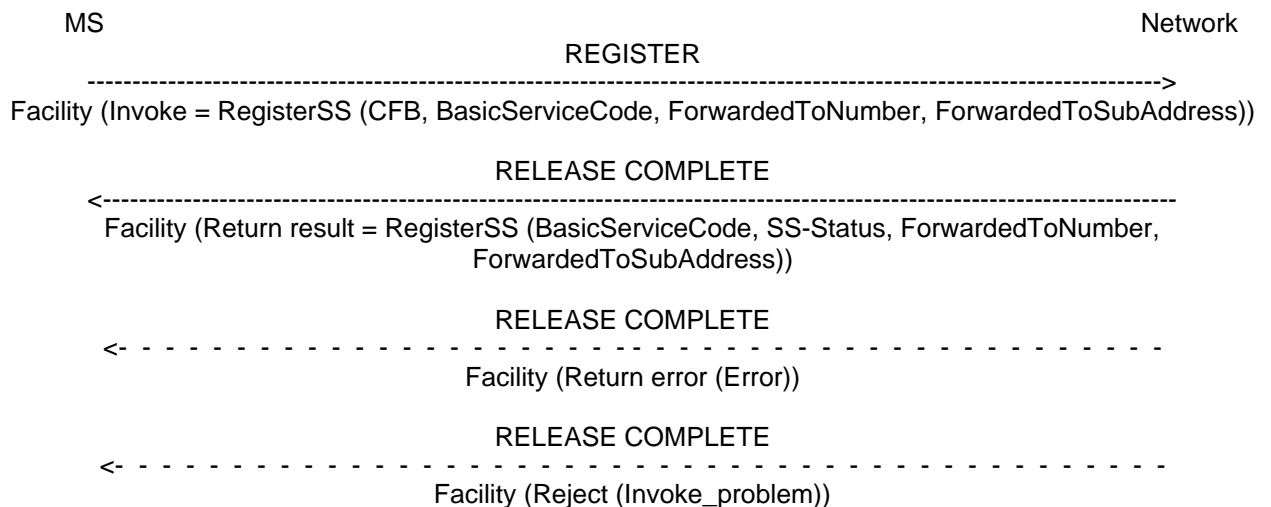 MS Network
REGISTER
------------------------------------------------------------------------------------------------------------------------>
Facility (Invoke = RegisterSS (CFB, BasicServiceCode, ForwardedToNumber, ForwardedToSubAddress))
RELEASE COMPLETE
<------------------------------------------------------------------------------------------------------------------------
Facility (Return result = RegisterSS (BasicServiceCode, SS-Status, ForwardedToNumber,
ForwardedToSubAddress))
RELEASE COMPLETE
<- - - - - - - - - - - - - - - - - - - - - - - - - - -- - - - - - - - - - - - - - - - - - - - - - - - - - -
Facility (Return error (Error))
RELEASE COMPLETE
<- - - - - - - - - - - - - - - - - - - - - - - - - - - - - - - - - - - - - - - - - - - - - - - - - - - - -
Facility (Reject (Invoke_problem))